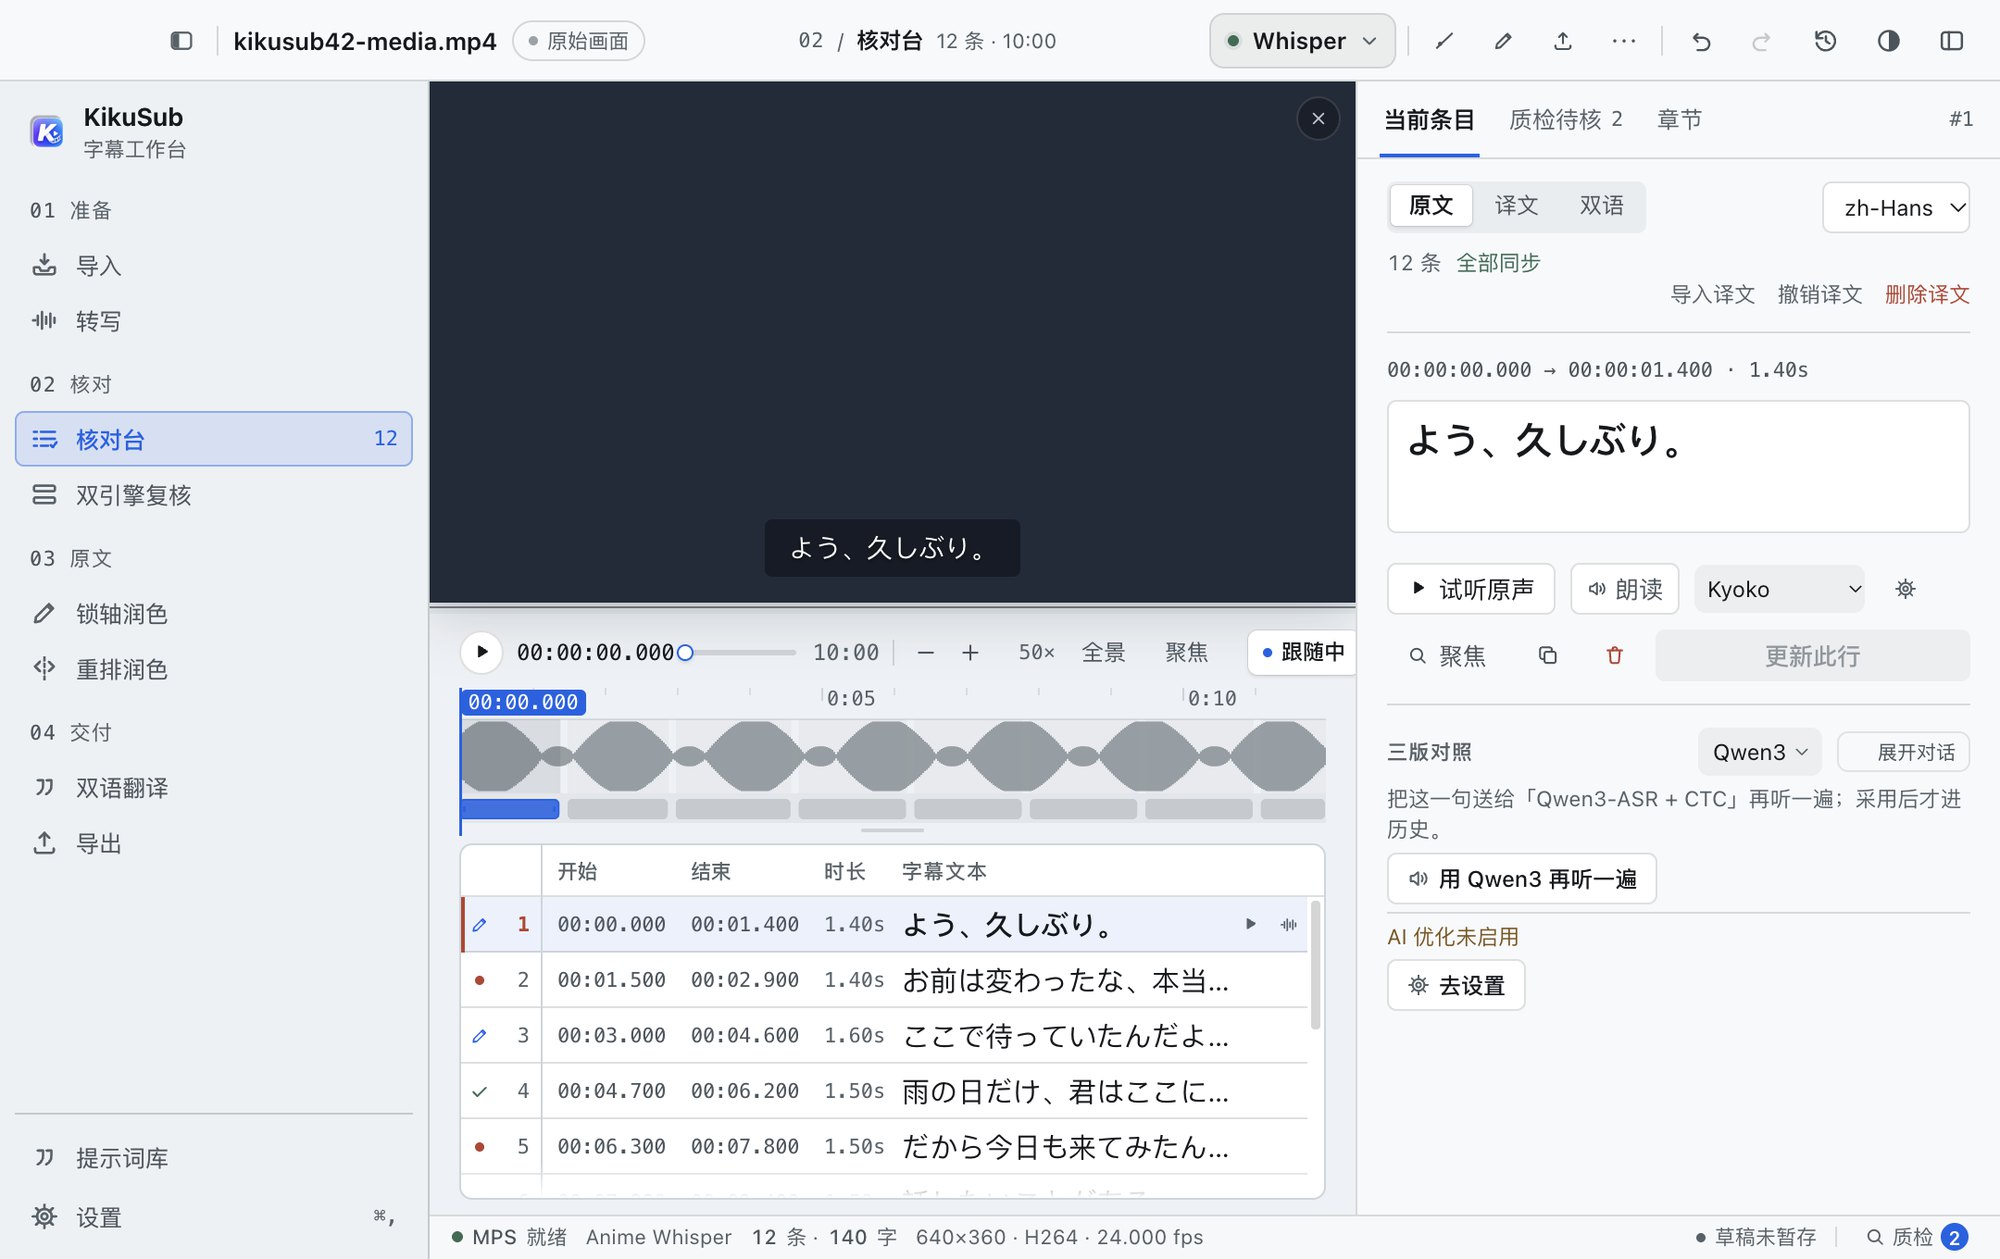 kikusub42-media.mp4 原始画面 02 / 核对台 12 条 · 10:00 Whisper ···
KikuSub
字幕工作台
01 准备
导入
转写
02 核对
核对台 12
双引擎复核
03 原文
锁轴润色
重排润色
04 交付
双语翻译
导出
提示词库
设置 ⌘,
よう、久しぶり。
00:00:00.000 10:00 − + 50× 全景 聚焦 跟随中
00:00.000 0:05 0:10
开始 结束 时长 字幕文本
1 00:00.000 00:01.400 1.40s よう、久しぶり。
2 00:01.500 00:02.900 1.40s お前は変わったな、本当…
3 00:03.000 00:04.600 1.60s ここで待っていたんだよ…
4 00:04.700 00:06.200 1.50s 雨の日だけ、君はここに…
5 00:06.300 00:07.800 1.50s だから今日も来てみたん…
当前条目 质检待核 2 章节 #1
原文 译文 双语 zh-Hans
12 条 全部同步
导入译文 撤销译文 删除译文
00:00:00.000 → 00:00:01.400 · 1.40s
よう、久しぶり。
试听原声 朗读 Kyoko
聚焦 更新此行
三版对照 Qwen3 展开对话
把这一句送给「Qwen3-ASR + CTC」再听一遍；采用后才进
历史。
用 Qwen3 再听一遍
AI 优化未启用
去设置
MPS 就绪 Anime Whisper 12 条 · 140 字 640×360 · H264 · 24.000 fps 草稿未暂存 质检 2